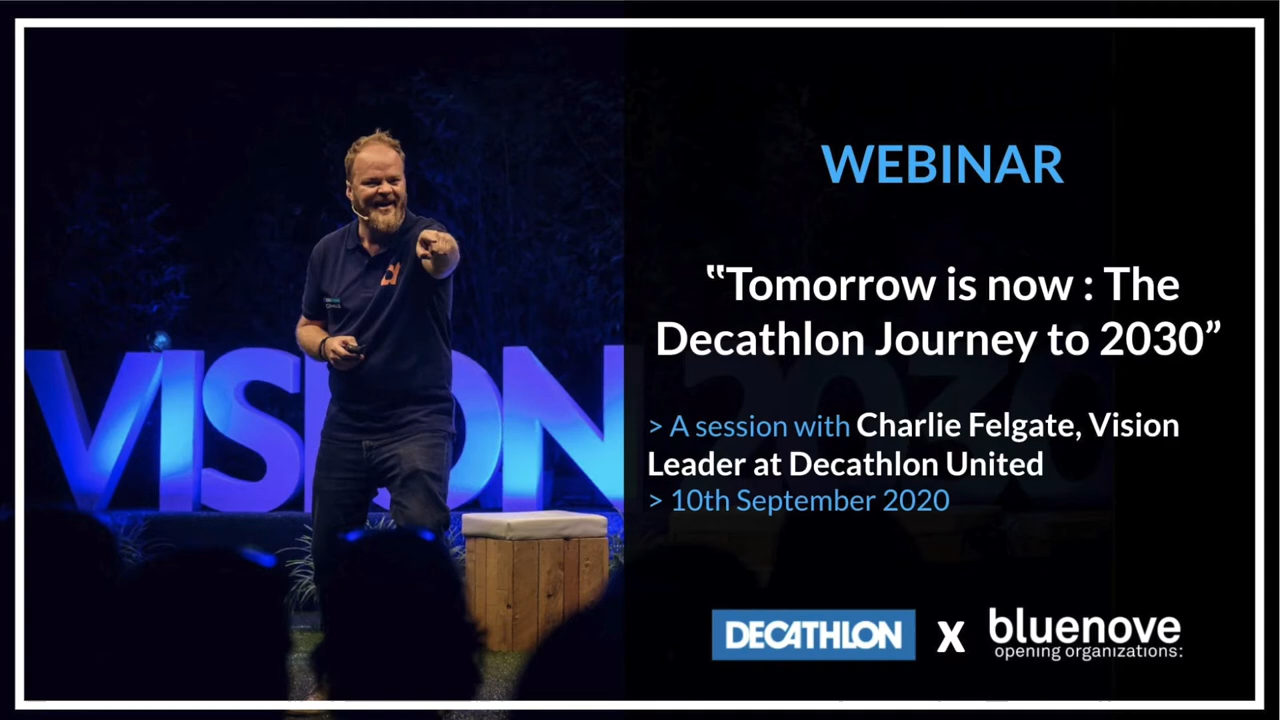 VISION
WEBINAR
“Tomorrow is now : The
Decathlon Journey to 2030”
> A session with Charlie Felgate, Vision
Leader at Decathlon United
> 10th September 2020
DECATHLON x bluenove
opening organizations: